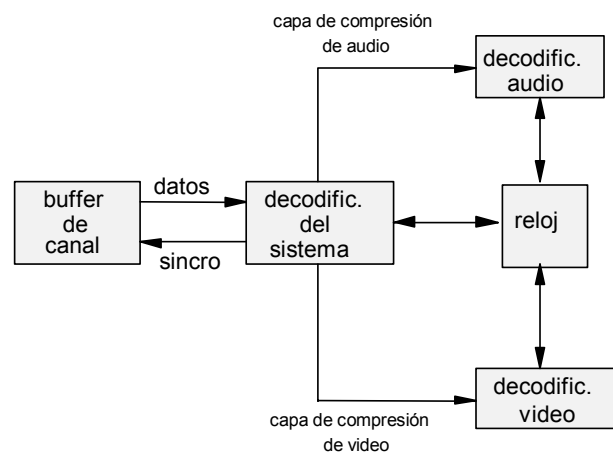 capa de compresión
de audio
decodific.
audio
buffer
de
canal
datos
sincro
decodific.
del
sistema
reloj
capa de compresión
de video
decodific.
video